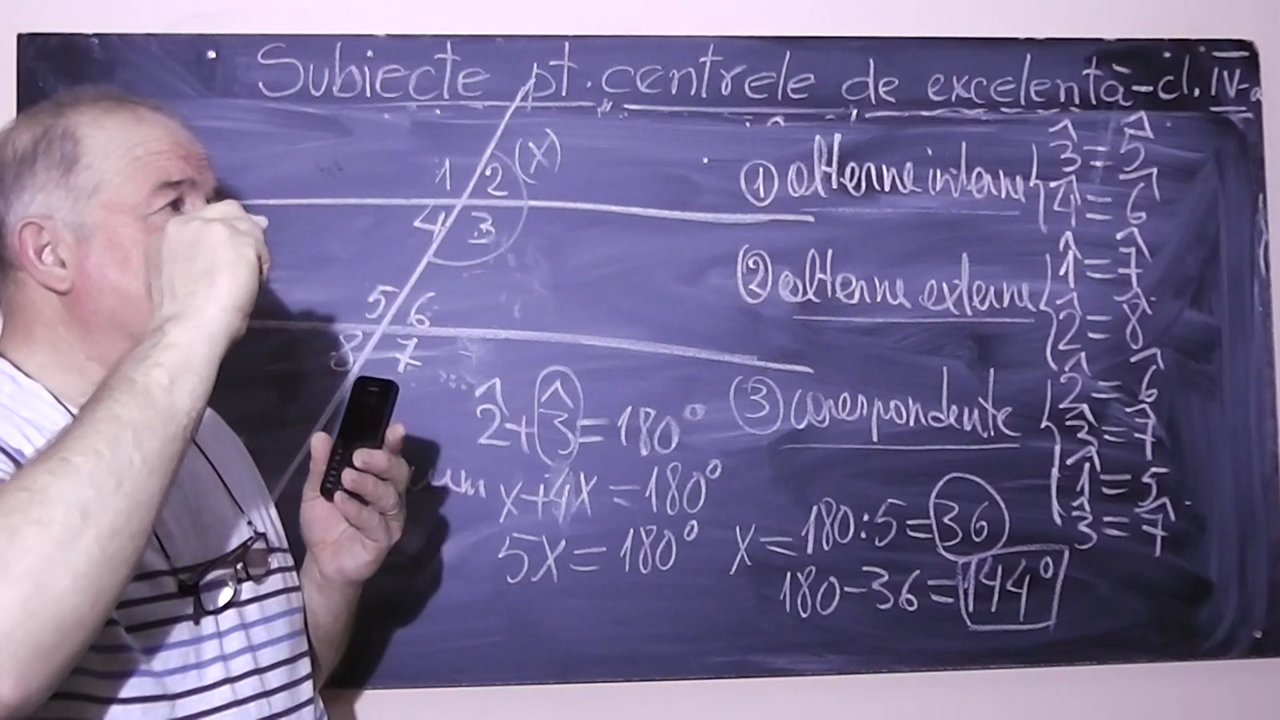 Subiecte pt. centrele de excelență - cl. IV-a
1 2 (x)
4 3
5 6
8 7
① alterne interne { 3̂ = 5̂
4̂ = 6̂
② alterne externe { 1̂ = 7̂
2̂ = 8̂
③ corespondente { 2̂ = 6̂
3̂ = 7̂
1̂ = 5
3̂ = 7̂
2̂ + 3̂ = 180°
x+4x = 180°
5x = 180°
x = 180:5 = 36
180-36 = 144°